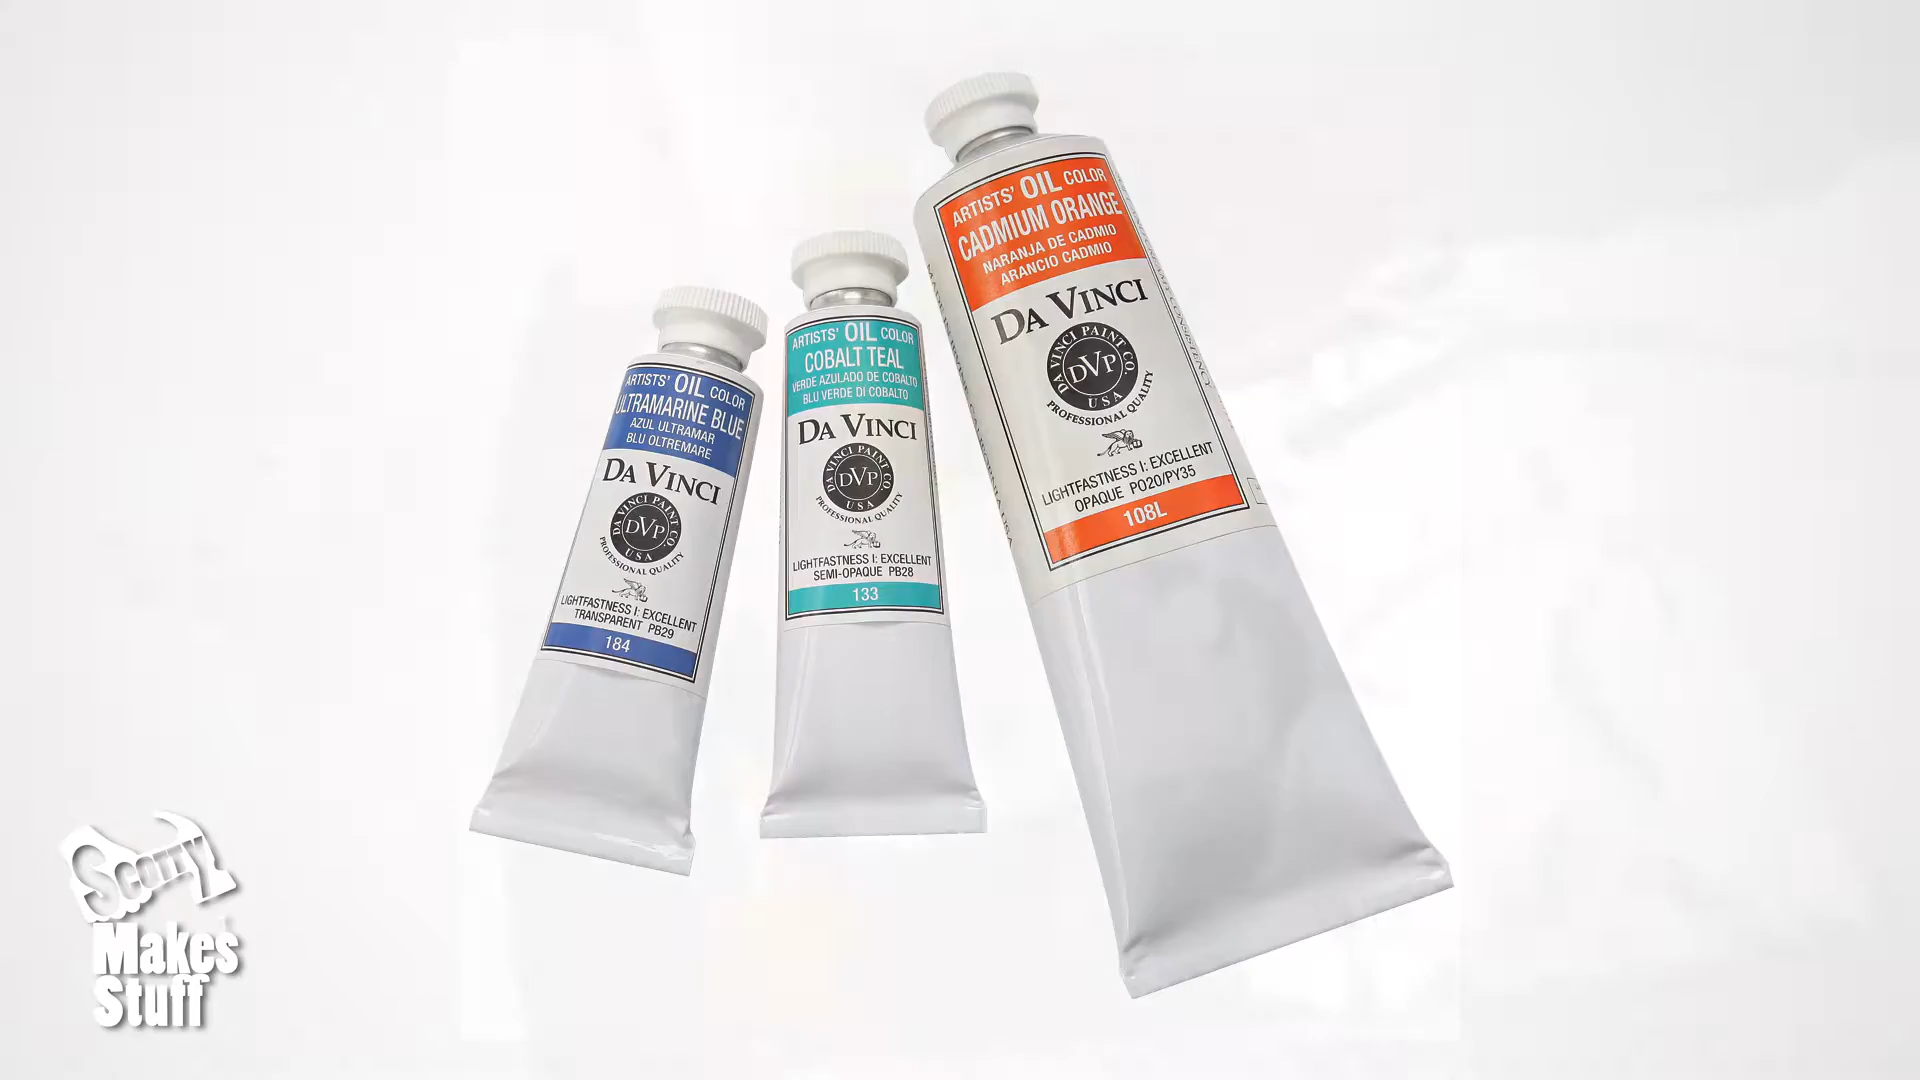 ARTISTS' OIL COLOR
ULTRAMARINE BLUE
AZUL ULTRAMAR
BLU OLTREMARE
DA VINCI
DA VINCI PAINT CO.
DVP
USA
PROFESSIONAL QUALITY
LIGHTFASTNESS I: EXCELLENT
TRANSPARENT PB29
184
ARTISTS' OIL COLOR
COBALT TEAL
VERDE AZULADO DE COBALTO
BLU VERDE DI COBALTO
DA VINCI
DA VINCI PAINT CO.
DVP
USA
PROFESSIONAL QUALITY
LIGHTFASTNESS I: EXCELLENT
SEMI-OPAQUE PB28
133
ARTISTS' OIL COLOR
CADMIUM ORANGE
NARANJA DE CADMIO
ARANCIO CADMIO
DA VINCI
DA VINCI PAINT CO.
DVP
USA
PROFESSIONAL QUALITY
LIGHTFASTNESS I: EXCELLENT
OPAQUE PO20/PY35
108L
Scotty
Makes
Stuff